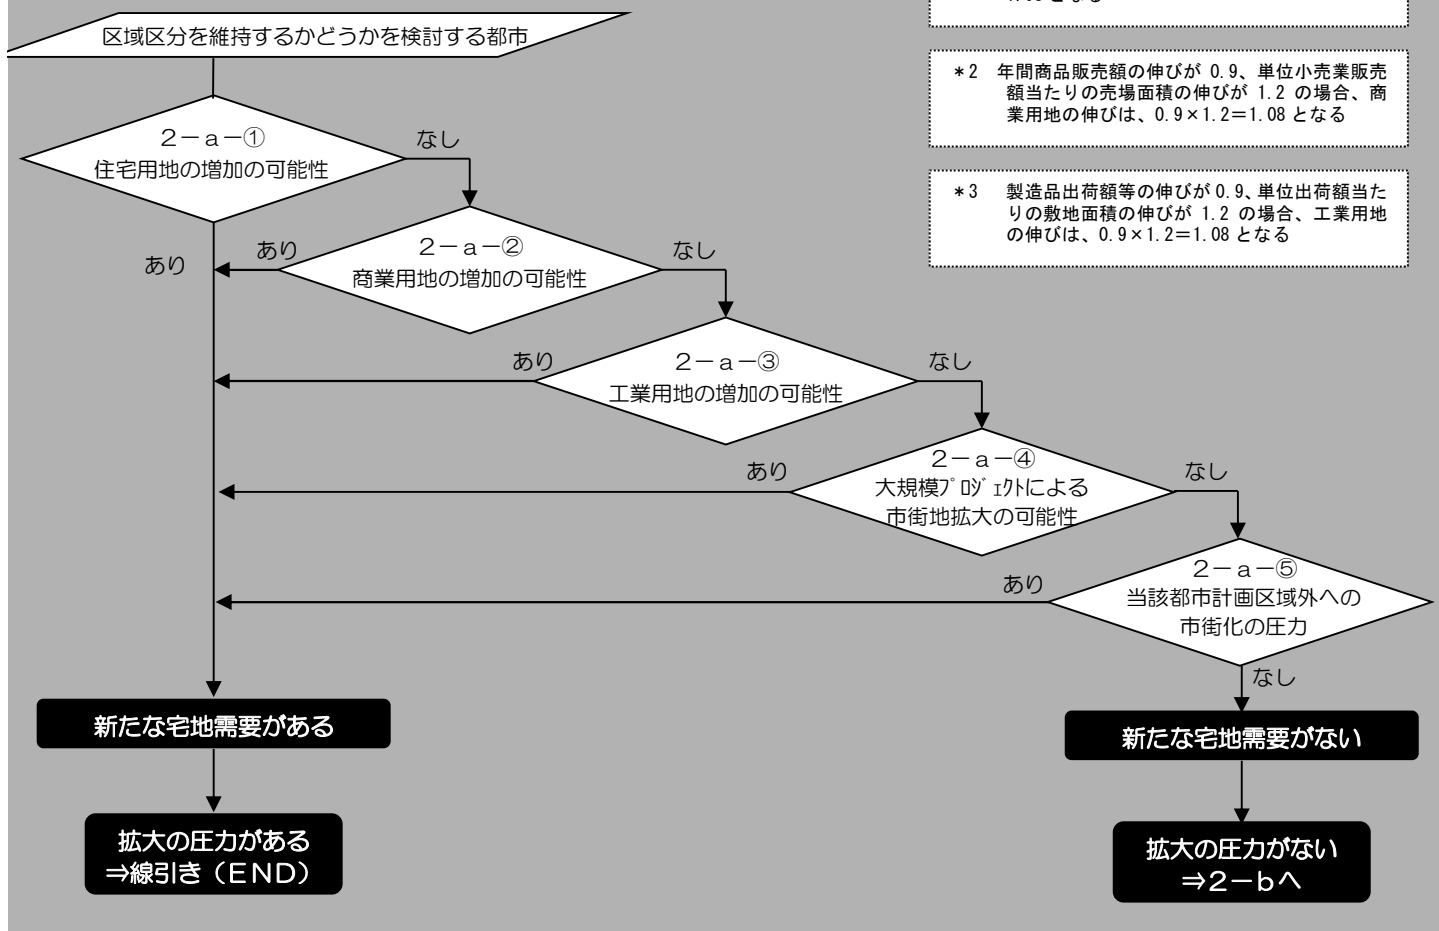 区域区分を維持するかどうかを検討する都市
*2 年間商品販売額の伸びが 0.9、単位小売業販売
額当たりの売場面積の伸びが 1.2 の場合、商
業用地の伸びは、0.9×1.2=1.08 となる
*3 製造品出荷額等の伸びが 0.9、単位出荷額当た
りの敷地面積の伸びが 1.2 の場合、工業用地
の伸びは、0.9×1.2=1.08 となる
2-a-①
住宅用地の増加の可能性
なし
あり
あり
2-a-②
商業用地の増加の可能性
なし
あり
2-a-③
工業用地の増加の可能性
なし
あり
2-a-④
大規模プロジェクトによる
市街地拡大の可能性
なし
あり
2-a-⑤
当該都市計画区域外への
市街化の圧力
なし
新たな宅地需要がある
新たな宅地需要がない
拡大の圧力がある
⇒線引き(END)
拡大の圧力がない
⇒2-bへ